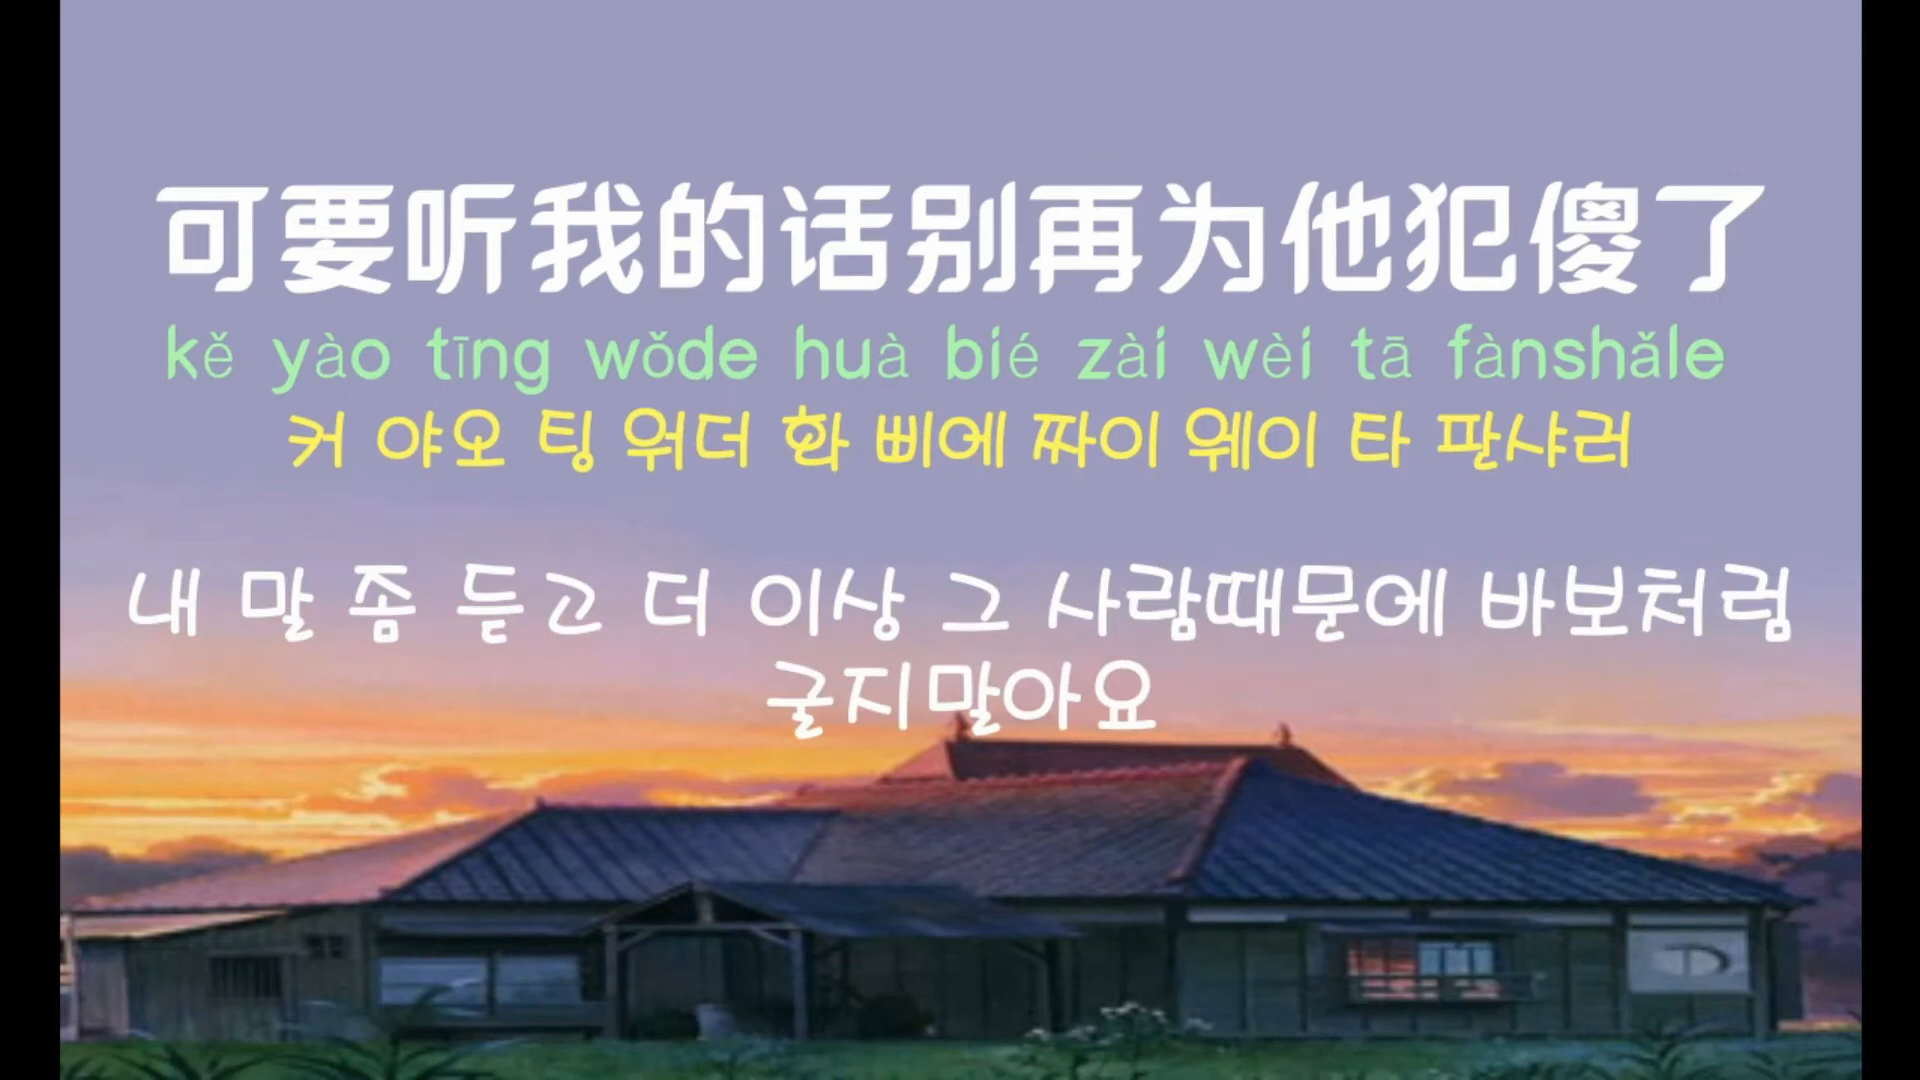 可要听我的话别再为他犯傻了
kě yào tīng wǒde huà bié zài wèi tā fànshǎle
커 야오 팅 워더 화 삐에 짜이 웨이 타 판샤러
내 말 좀 듣고 더 이상 그 사람때문에 바보처럼
굴지말아요